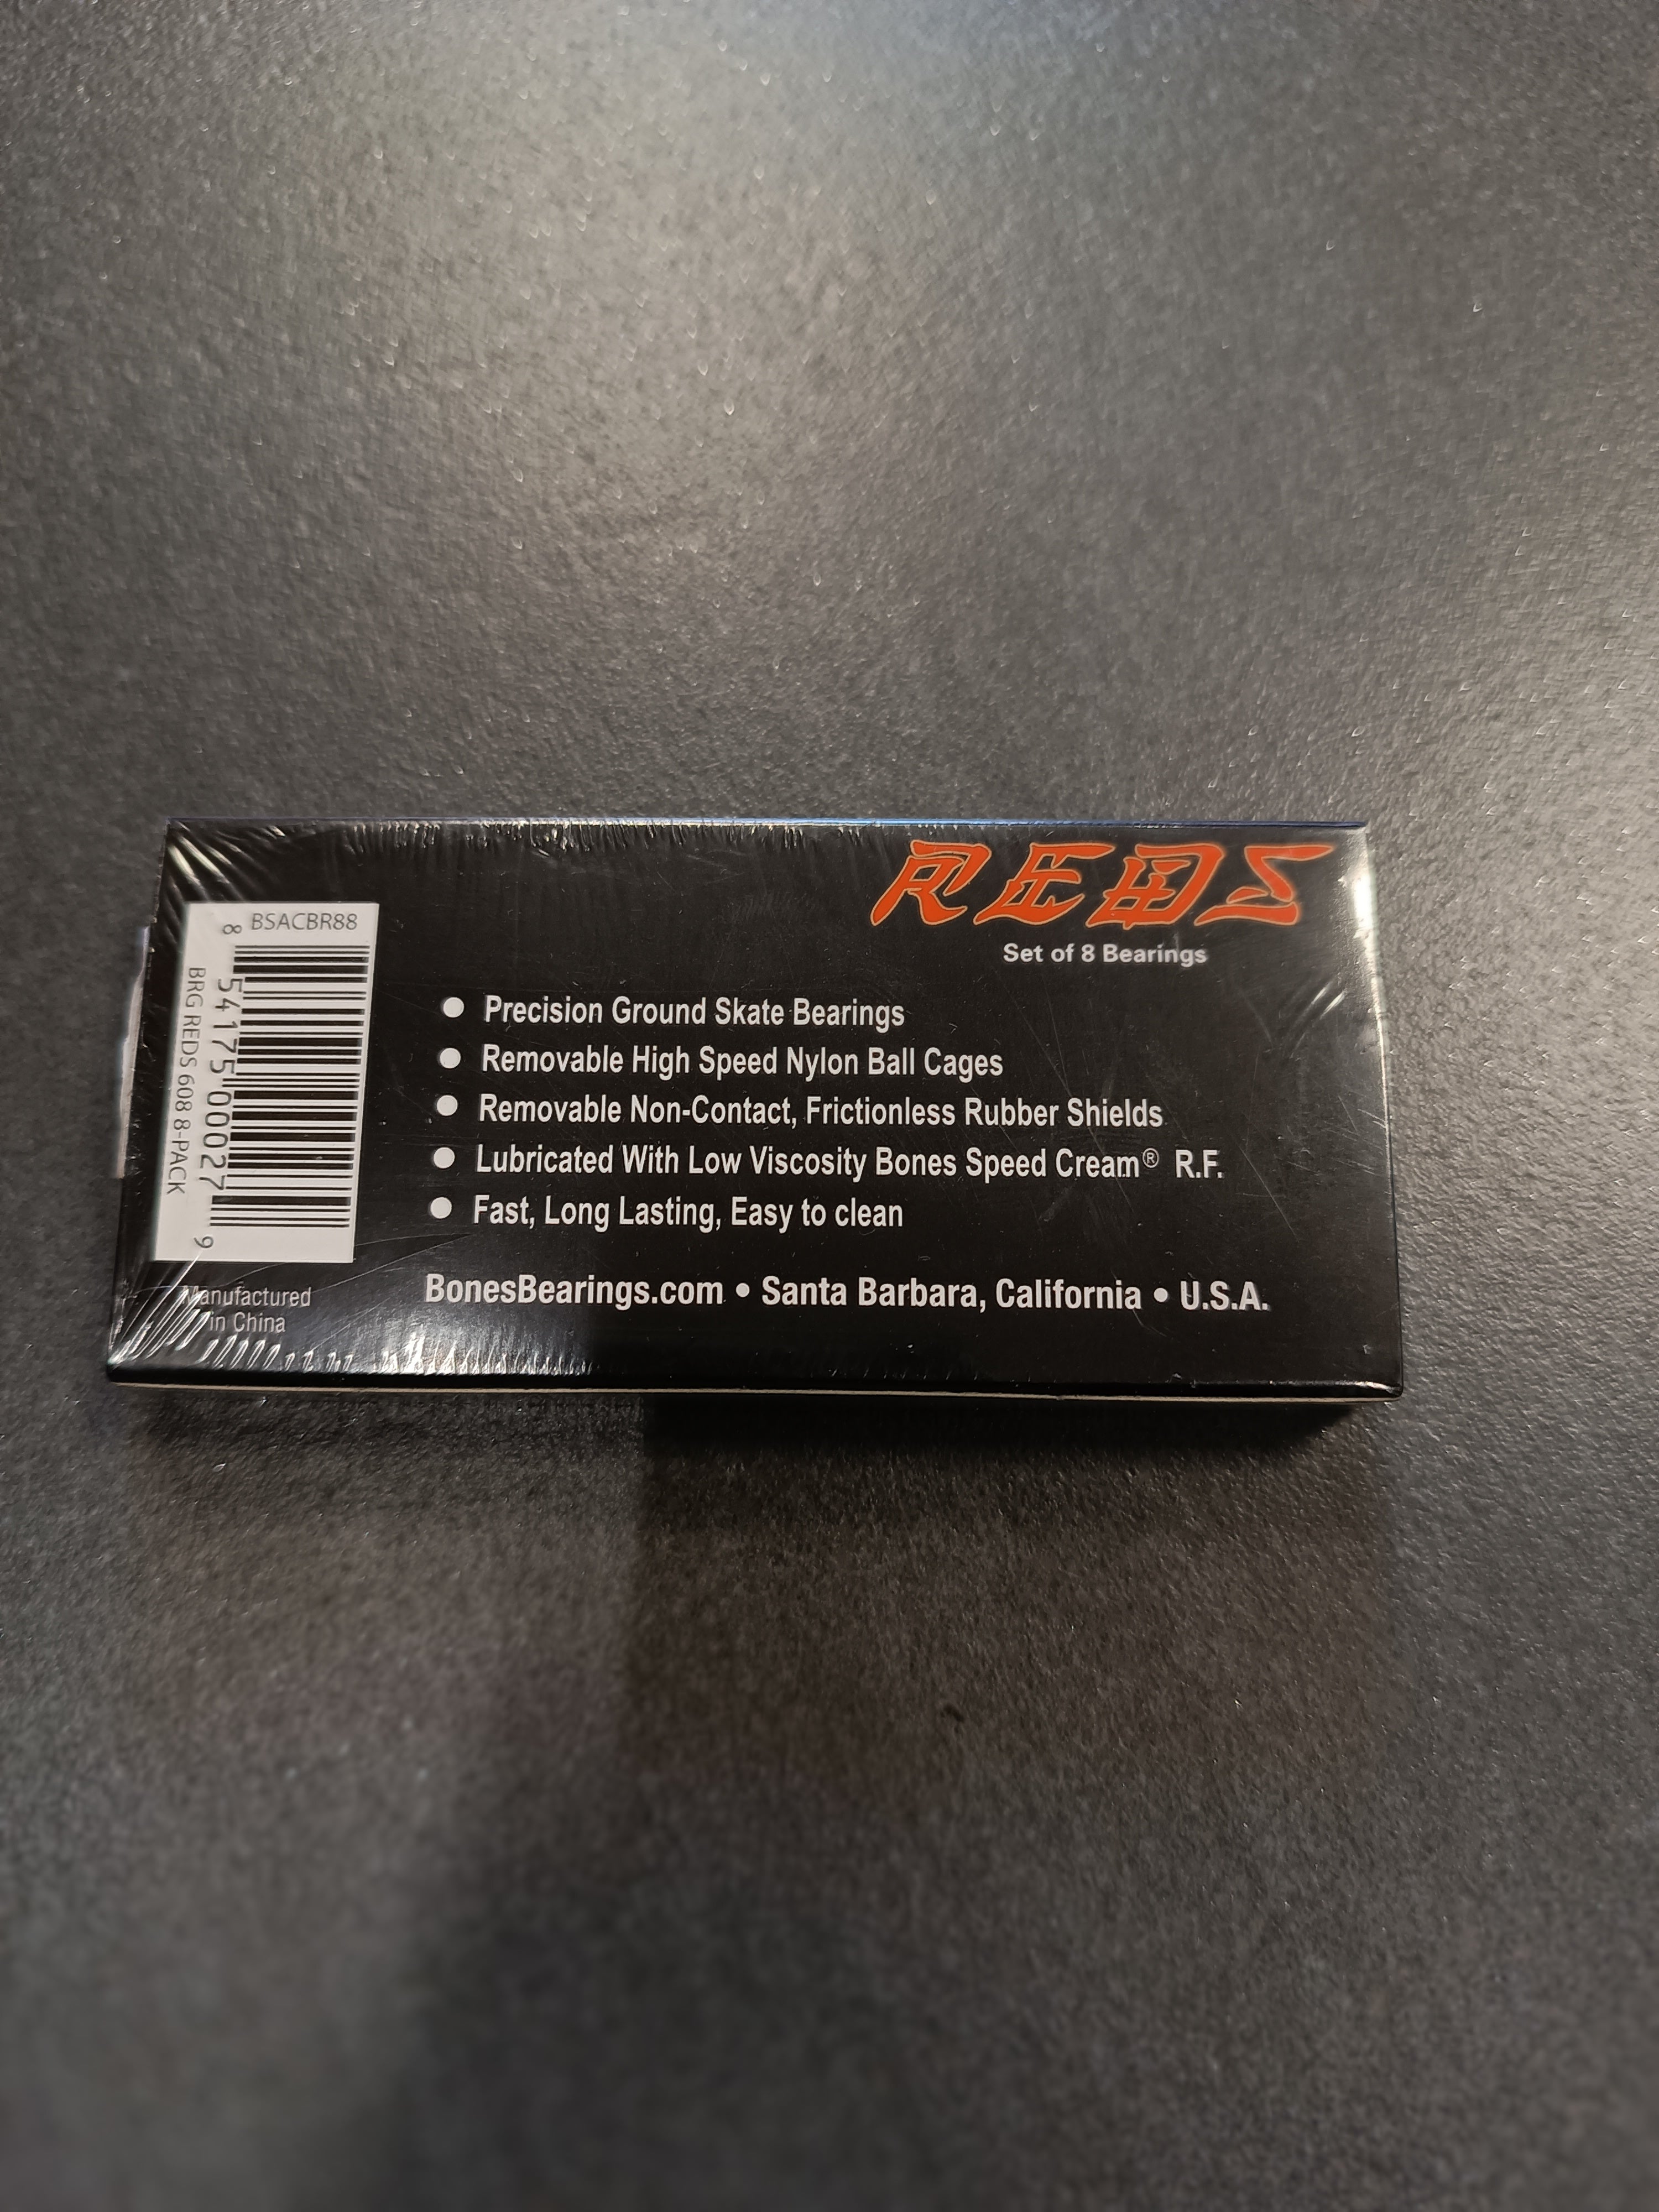 REDS
Set of 8 Bearings
BSACBR88
8 54175 00027 9
BRG REDS 608 8-PACK
● Precision Ground Skate Bearings
● Removable High Speed Nylon Ball Cages
● Removable Non-Contact, Frictionless Rubber Shields
● Lubricated With Low Viscosity Bones Speed Cream® R.F.
● Fast, Long Lasting, Easy to clean
Manufactured
in China
BonesBearings.com • Santa Barbara, California • U.S.A.